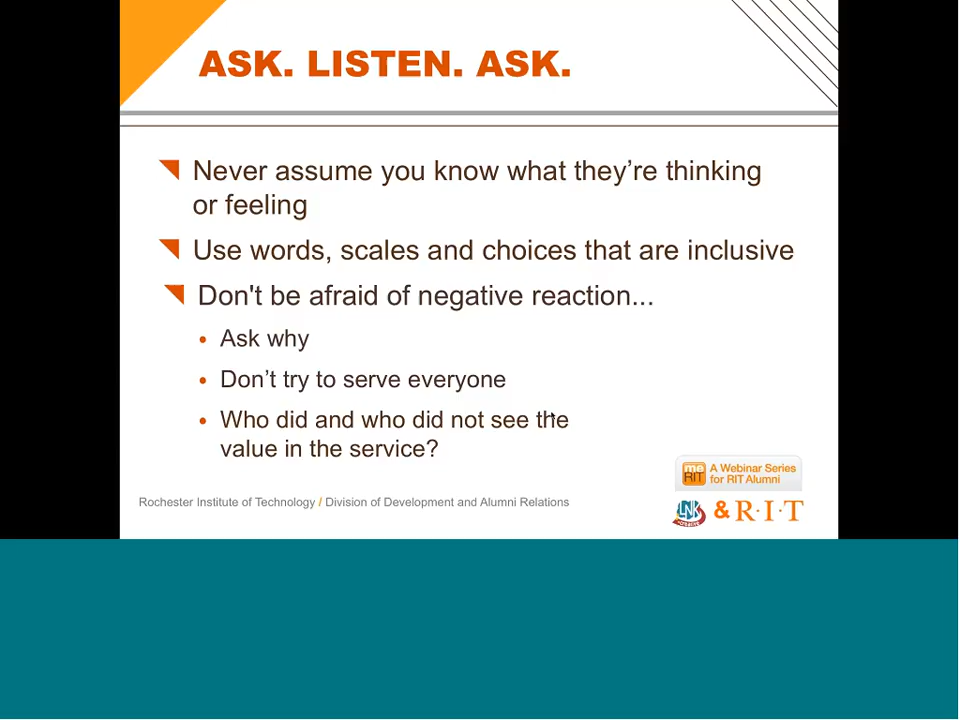 ASK. LISTEN. ASK.
Never assume you know what they’re thinking
or feeling
Use words, scales and choices that are inclusive
Don't be afraid of negative reaction...
Ask why
Don’t try to serve everyone
Who did and who did not see the
value in the service?
me
RIT
A Webinar Series
for RIT Alumni
Rochester Institute of Technology / Division of Development and Alumni Relations
LNK
& R·I·T